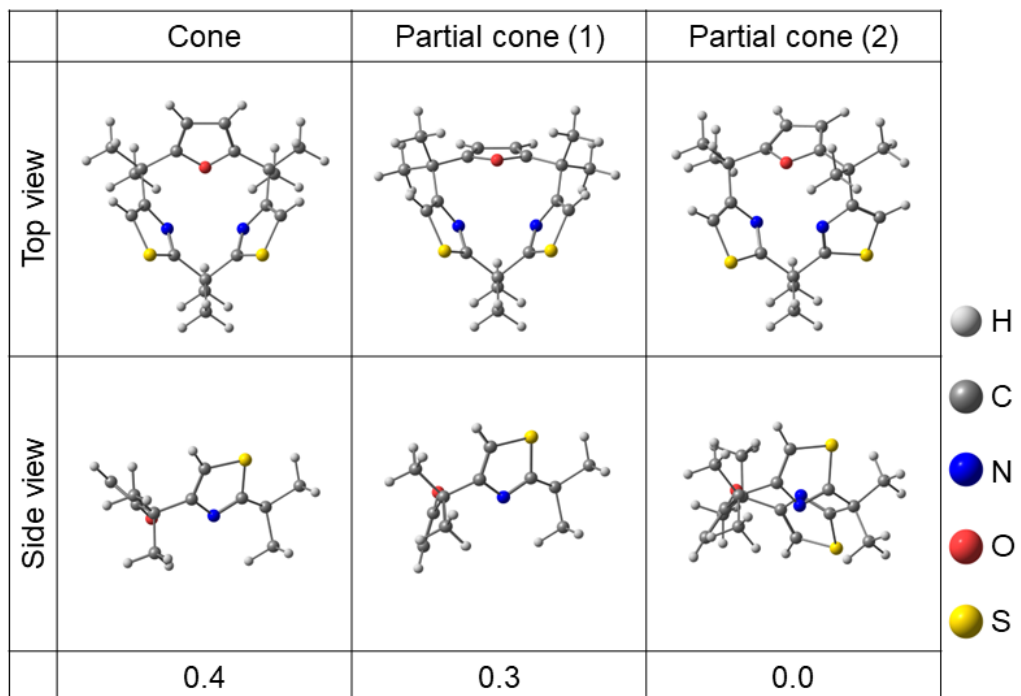 Cone
Partial cone (1)
Partial cone (2)
Top view
Side view
0.4
0.3
0.0
H
C
N
O
S